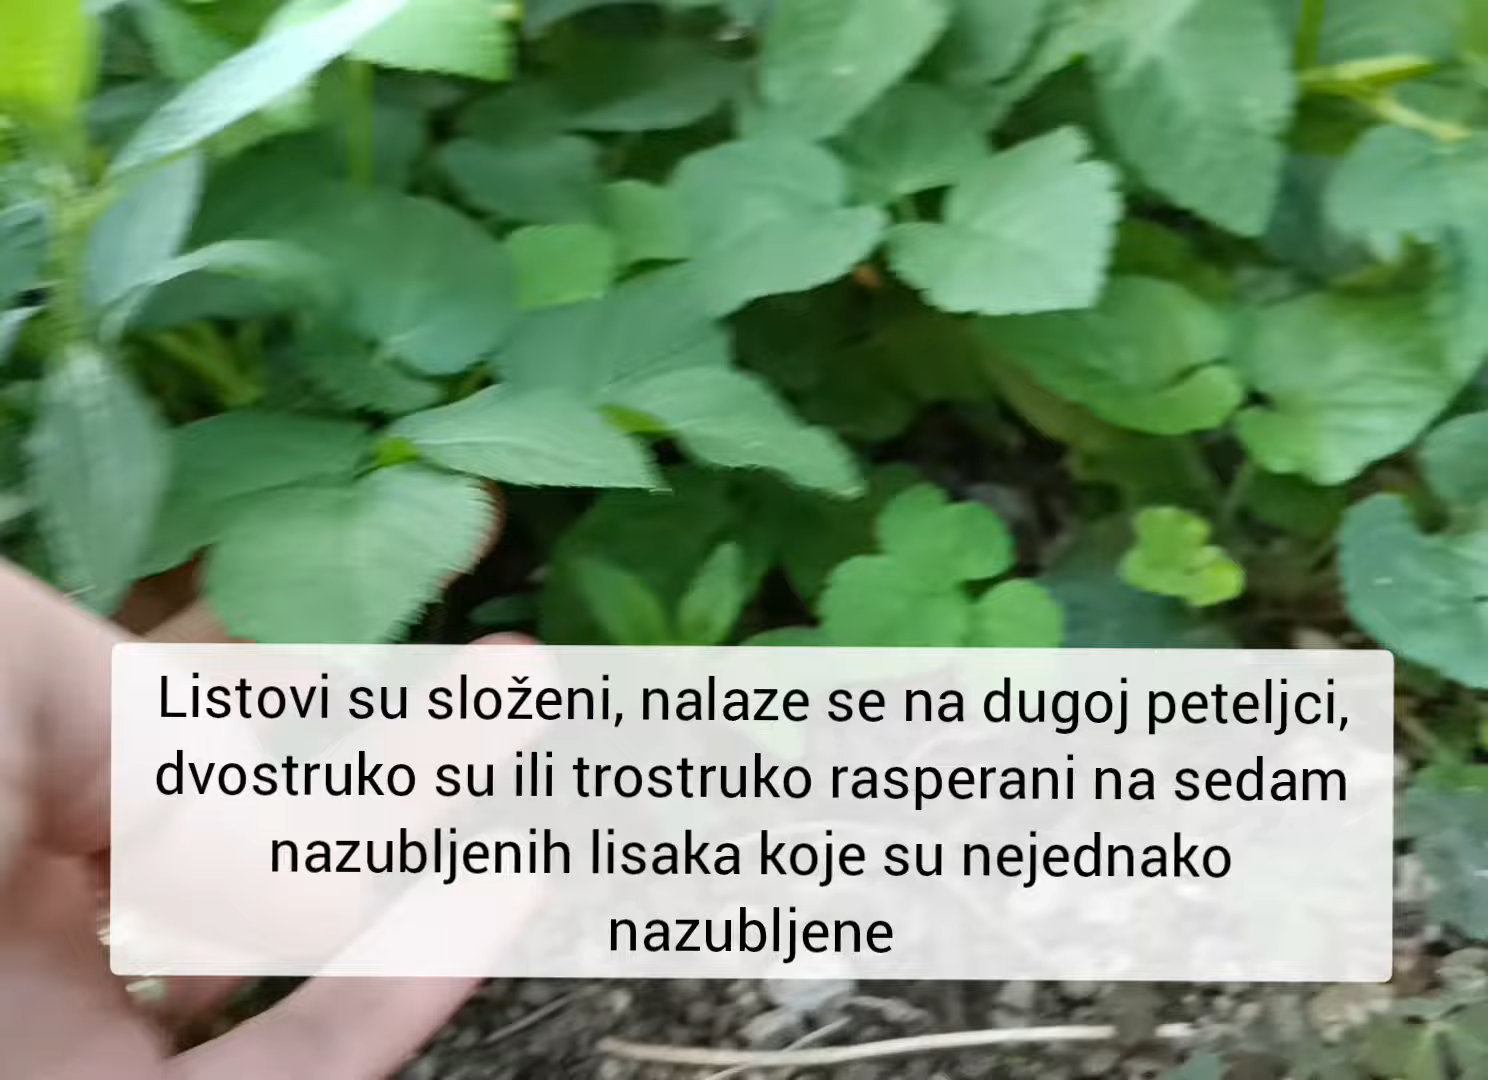 Listovi su složeni, nalaze se na dugoj peteljci,
dvostruko su ili trostruko rasperani na sedam
nazubljenih lisaka koje su nejednako
nazubljene